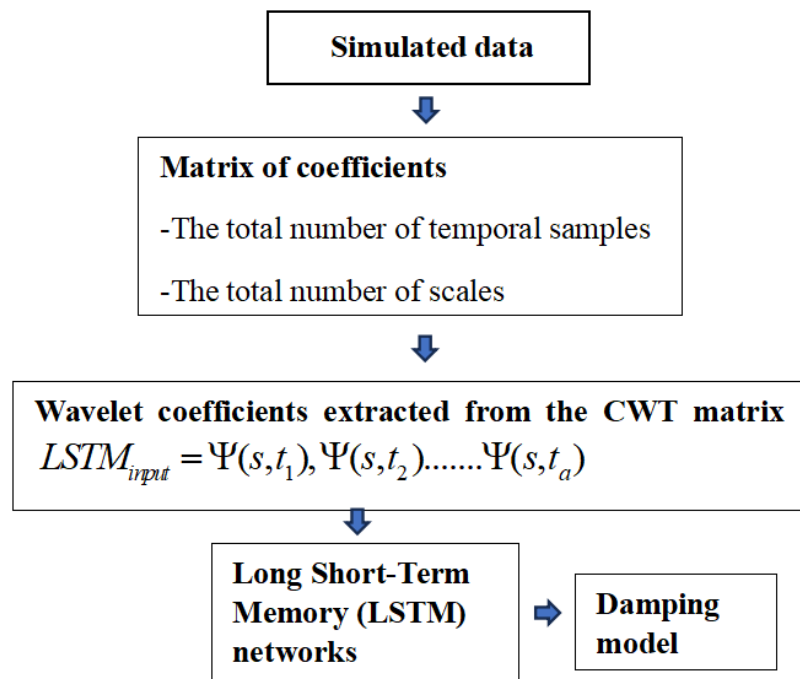 Simulated data
Matrix of coefficients
-The total number of temporal samples
-The total number of scales
Wavelet coefficients extracted from the CWT matrix
LSTM_input = Ψ(s,t_1),Ψ(s,t_2).......Ψ(s,t_a)
Long Short-Term
Memory (LSTM)
networks
Damping
model